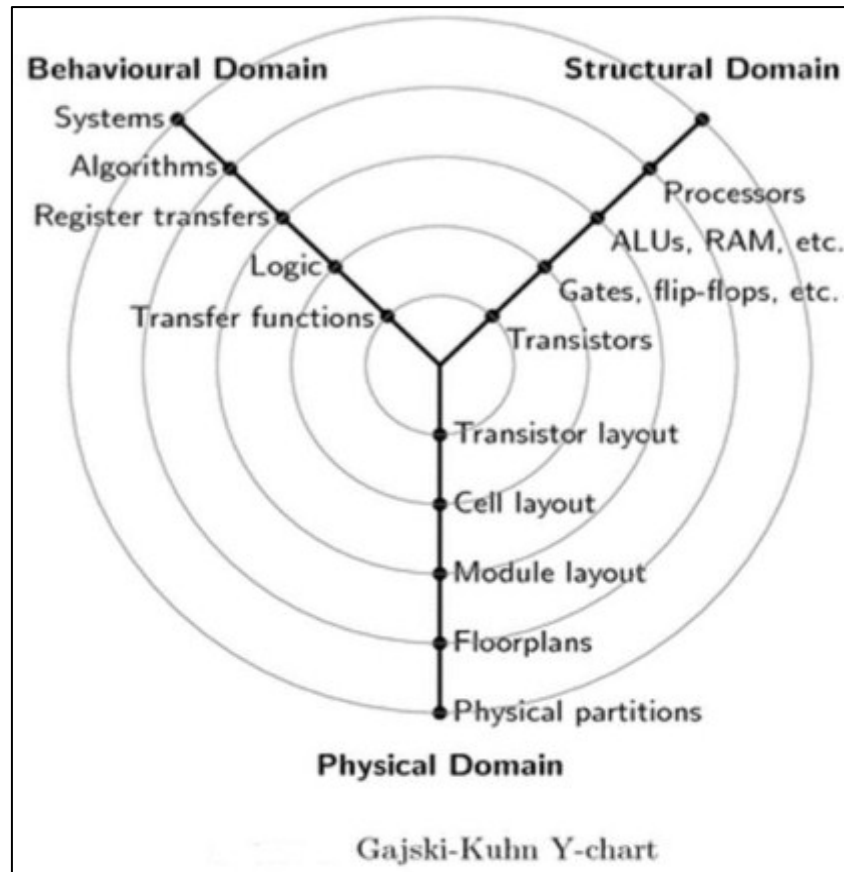 Behavioural Domain
Structural Domain
Systems
Algorithms
Register transfers
Logic
Transfer functions
Processors
ALUs, RAM, etc.
Gates, flip-flops, etc.
Transistors
Transistor layout
Cell layout
Module layout
Floorplans
Physical partitions
Physical Domain
Gajski-Kuhn Y-chart